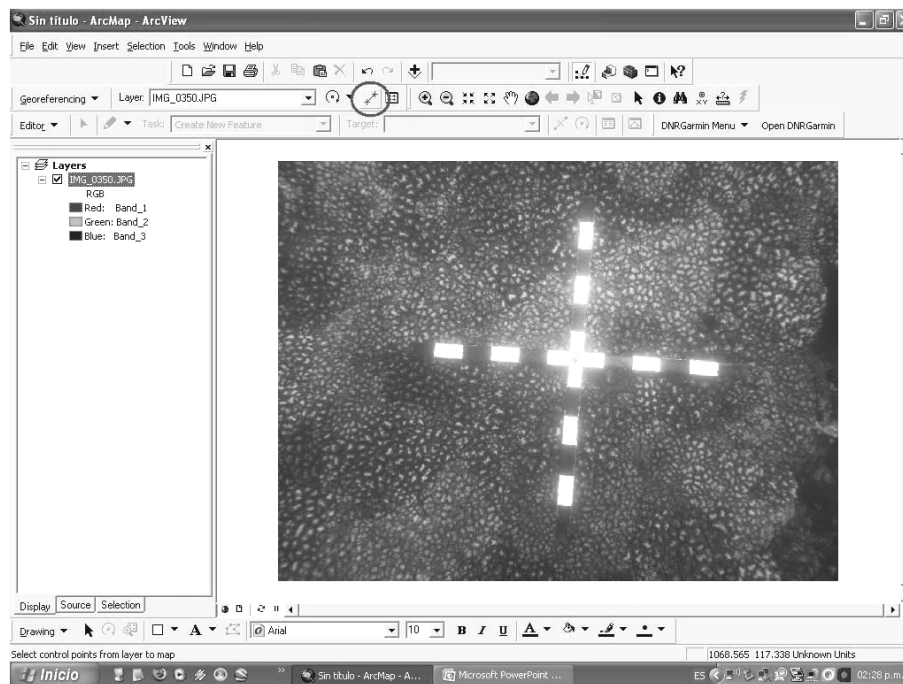 Sin título - ArcMap - ArcView
File Edit View Insert Selection Tools Window Help
Georeferencing Layer: IMG_0350.JPG
Editor Task: Create New Feature Target: DNRGarmin Menu Open DNRGarmin
Layers
IMG_0350.JPG
RGB
Red: Band_1
Green: Band_2
Blue: Band_3
Display Source Selection
Drawing A Arial 10 B I U A
Select control points from layer to map 1068.565 117.338 Unknown Units
Inicio Sin título - ArcMap - A... Microsoft PowerPoint ... ES 02:28 p.m.